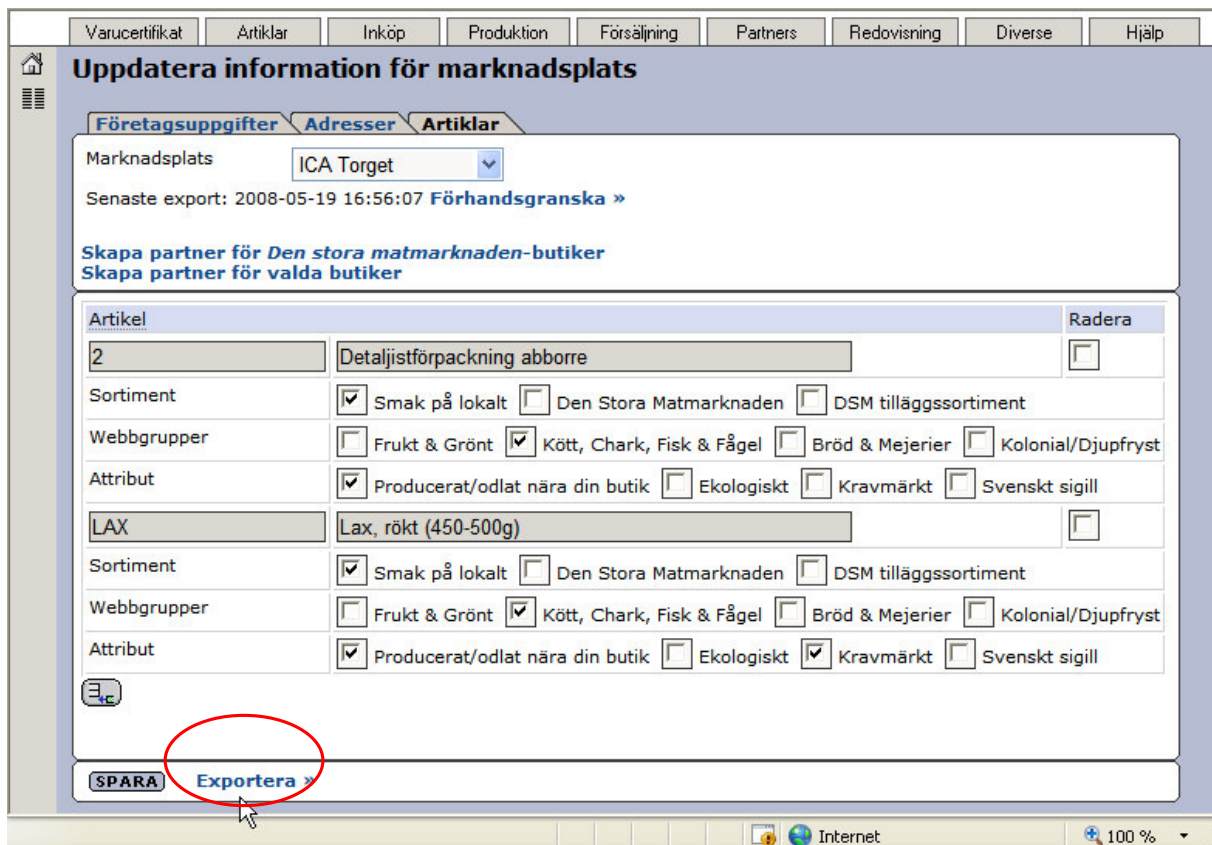 Varucertifikat Artiklar Inköp Produktion Försäljning Partners Redovisning Diverse Hjälp
Uppdatera information för marknadsplats
Företagsuppgifter Adresser Artiklar
Marknadsplats ICA Torget
Senaste export: 2008-05-19 16:56:07 Förhandsgranska »
Skapa partner för Den stora matmarknaden-butiker
Skapa partner för valda butiker
Artikel Radera
2 Detaljistförpackning abborre
Sortiment Smak på lokalt Den Stora Matmarknaden DSM tilläggssortiment
Webbgrupper Frukt & Grönt Kött, Chark, Fisk & Fågel Bröd & Mejerier Kolonial/Djupfryst
Attribut Producerat/odlat nära din butik Ekologiskt Kravmärkt Svenskt sigill
LAX Lax, rökt (450-500g)
Sortiment Smak på lokalt Den Stora Matmarknaden DSM tilläggssortiment
Webbgrupper Frukt & Grönt Kött, Chark, Fisk & Fågel Bröd & Mejerier Kolonial/Djupfryst
Attribut Producerat/odlat nära din butik Ekologiskt Kravmärkt Svenskt sigill
SPARA Exportera »
Internet 100 %